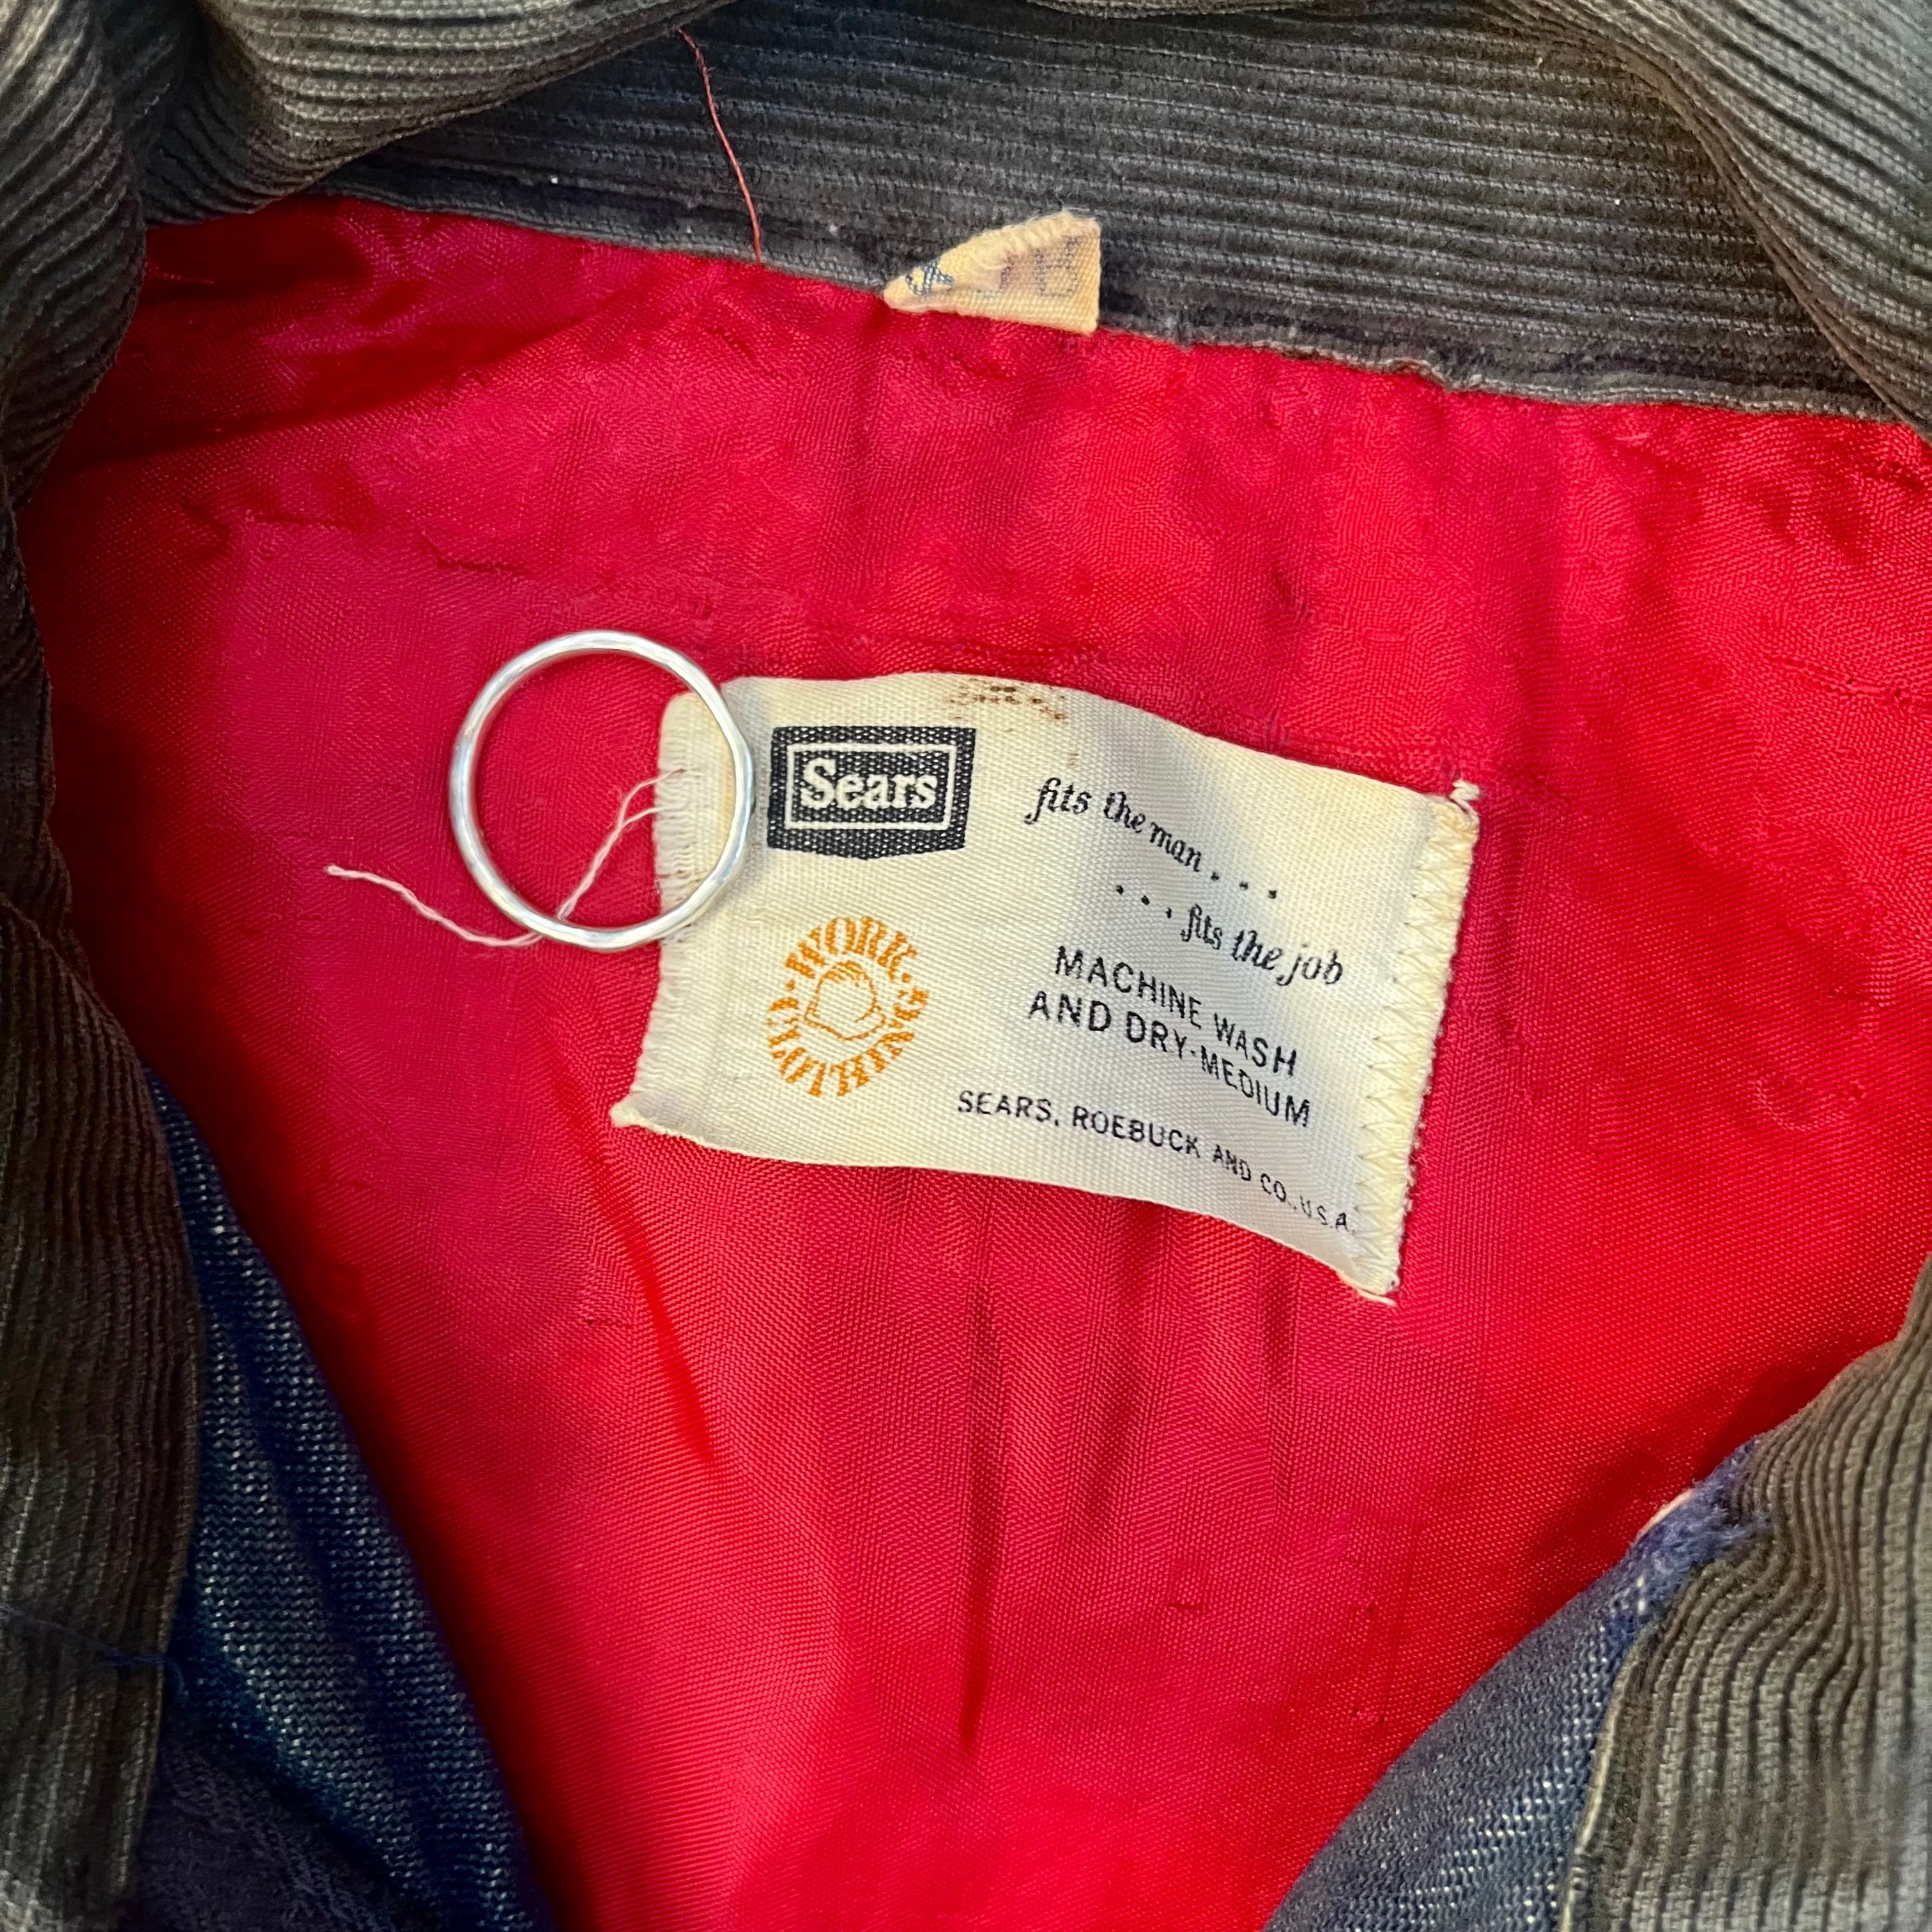 Sears
fits the man...
...fits the job
WORK · CLOTHING ·
MACHINE WASH
AND DRY-MEDIUM
SEARS, ROEBUCK AND CO., U.S.A.